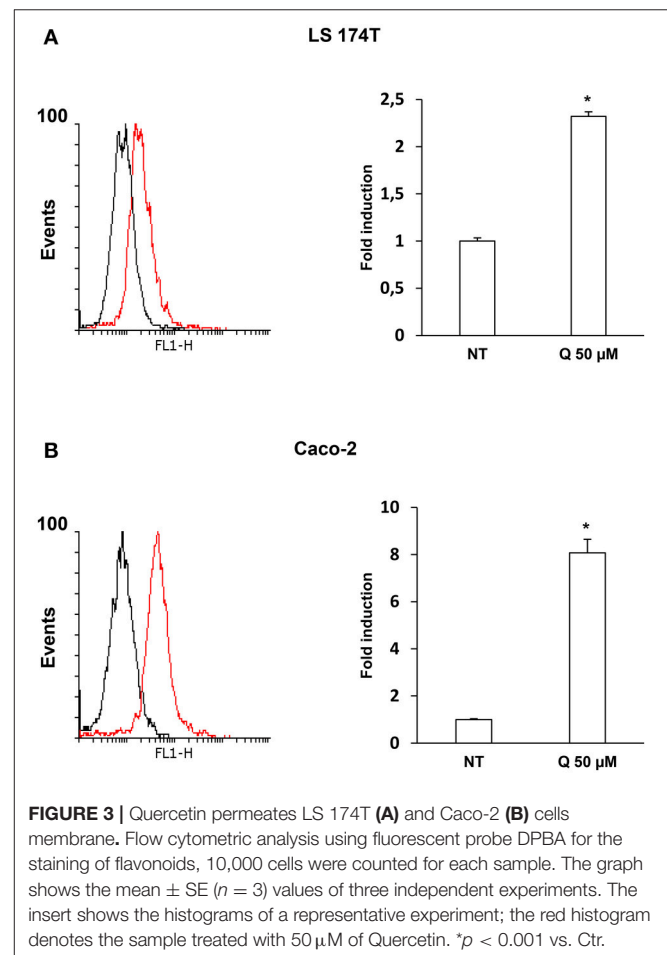 A
LS 174T
100
Events
FL1-H
2,5
2
1,5
1
0,5
0
Fold induction
*
NT
Q 50 µM
B
Caco-2
100
Events
FL1-H
10
8
6
4
2
0
Fold induction
*
NT
Q 50 µM
FIGURE 3 | Quercetin permeates LS 174T (A) and Caco-2 (B) cells
membrane. Flow cytometric analysis using fluorescent probe DPBA for the
staining of flavonoids, 10,000 cells were counted for each sample. The graph
shows the mean ± SE (n = 3) values of three independent experiments. The
insert shows the histograms of a representative experiment; the red histogram
denotes the sample treated with 50 µM of Quercetin. *p < 0.001 vs. Ctr.